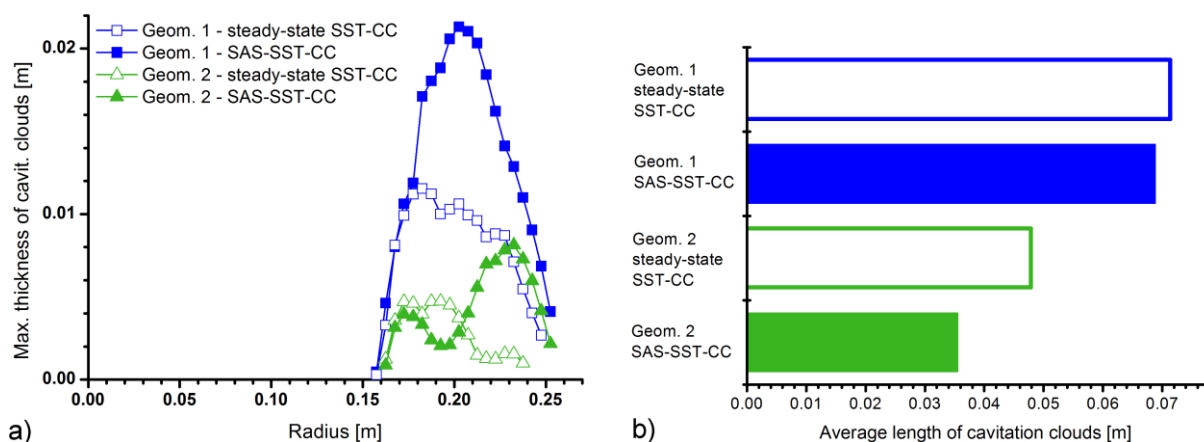 Geom. 1 - steady-state SST-CC
Geom. 1 - SAS-SST-CC
Geom. 2 - steady-state SST-CC
Geom. 2 - SAS-SST-CC
Max. thickness of cavit. clouds [m]
0.02
0.01
0.00
0.00 0.05 0.10 0.15 0.20 0.25
Radius [m]
a)
Geom. 1
steady-state
SST-CC
Geom. 1
SAS-SST-CC
Geom. 2
steady-state
SST-CC
Geom. 2
SAS-SST-CC
0.00 0.01 0.02 0.03 0.04 0.05 0.06 0.07
Average length of cavitation clouds [m]
b)